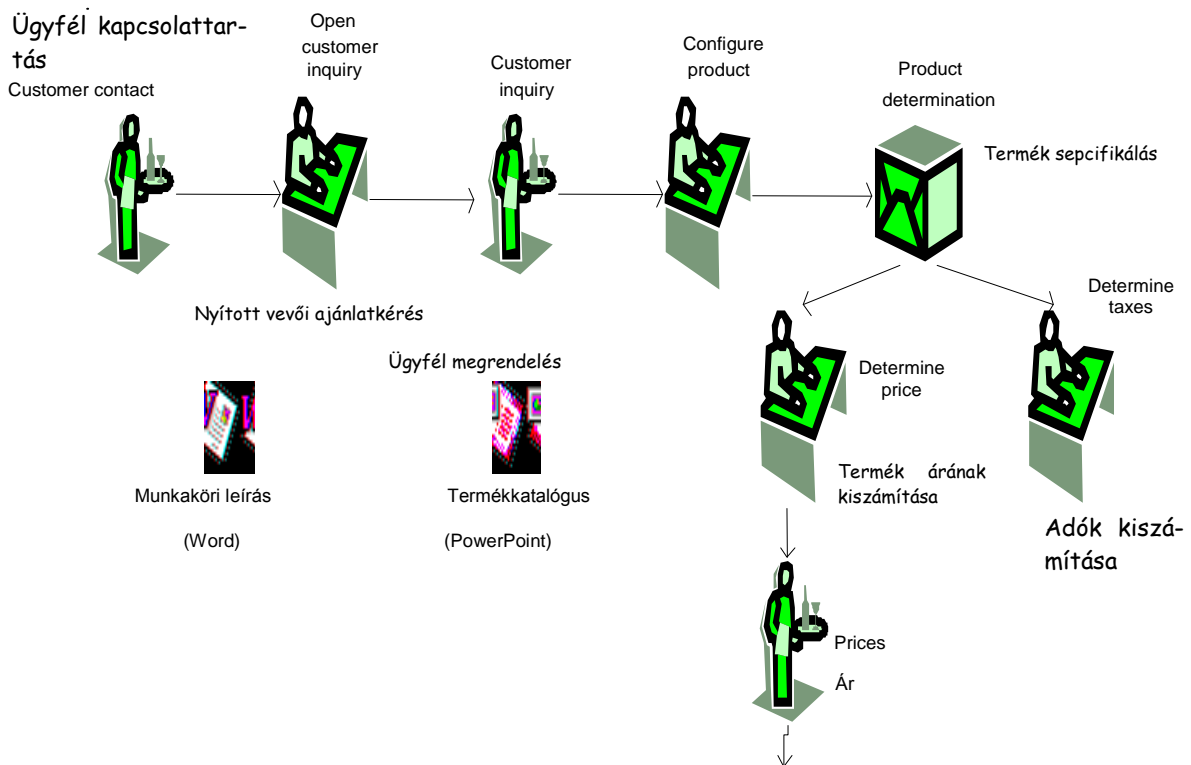 Ügyfél kapcsolattar-
tás
Customer contact
Open
customer
inquiry
Customer
inquiry
Configure
product
Product
determination
Termék sepcifikálás
Nyított vevői ajánlatkérés
Ügyfél megrendelés
Munkaköri leírás
(Word)
Termékkatalógus
(PowerPoint)
Determine
price
Termék árának
kiszámítása
Determine
taxes
Adók kiszá-
mítása
Prices
Ár